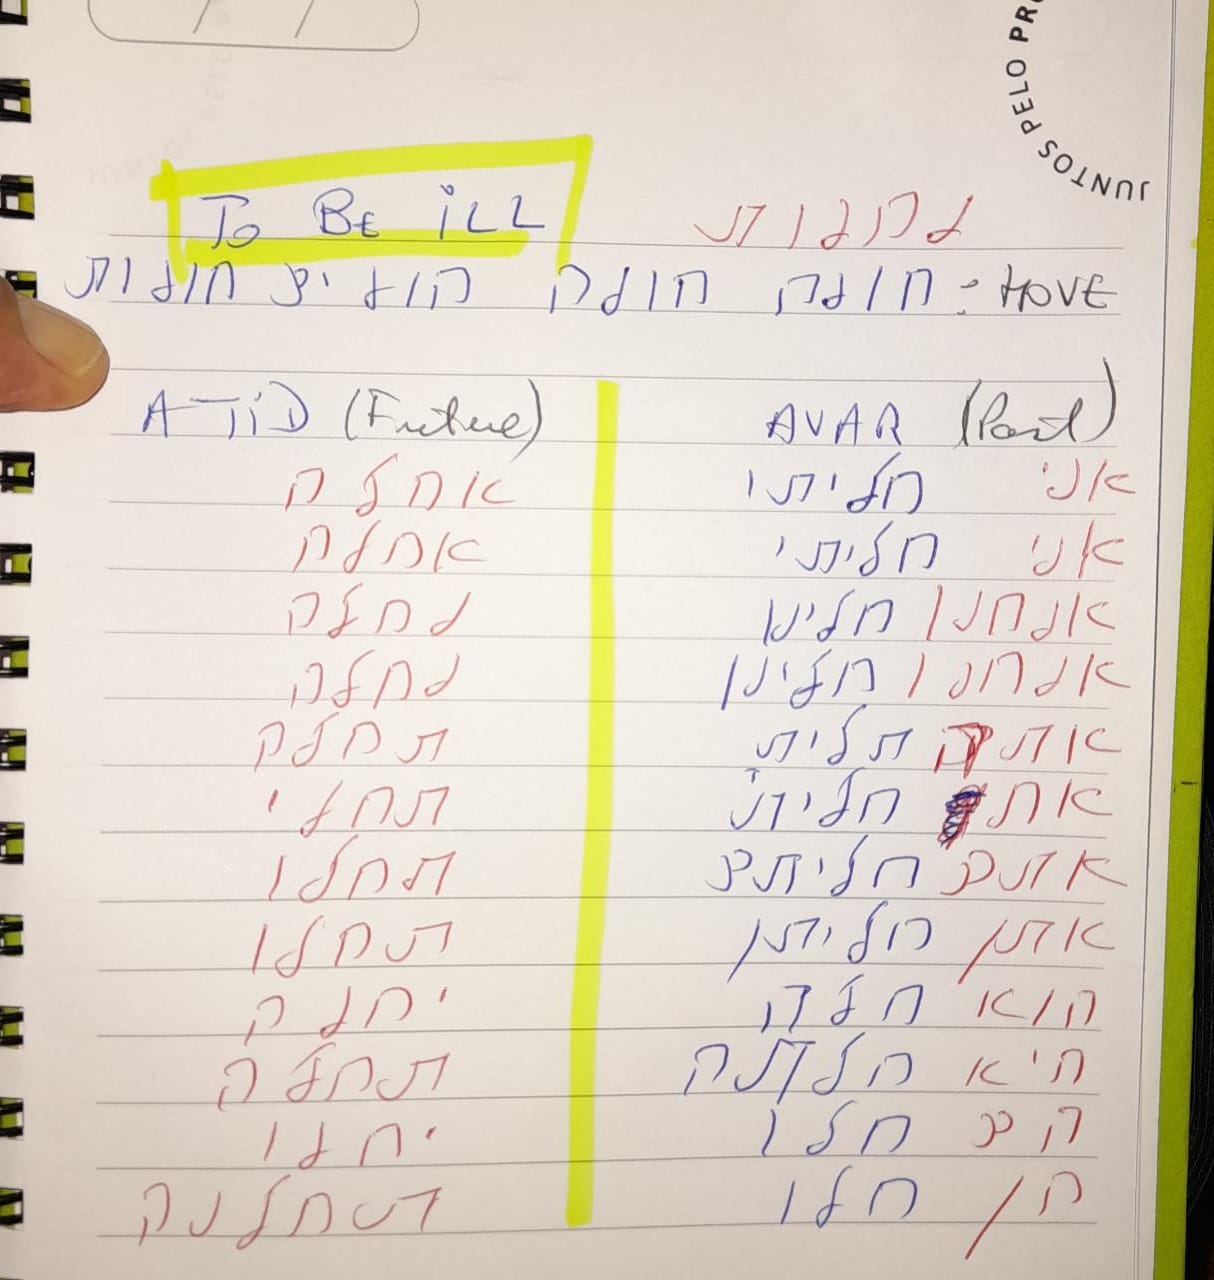 JUNTOS PELO PRO
TO BE ILL לחלות
HOVE : חולה חולה חולים חולות
AVAR (Past) ATID (Future)
אני חליתי אחלה
אני חליתי אחלה
אנחנו חלינו נחלה
אנחנו חלינו נחלה
אתה חלית תחלה
את חלית תחלי
אתם חליתם תחלו
אתן חליתן תחלו
הוא חלה יחלה
היא חלתה תחלה
הם חלו יחלו
הן חלו